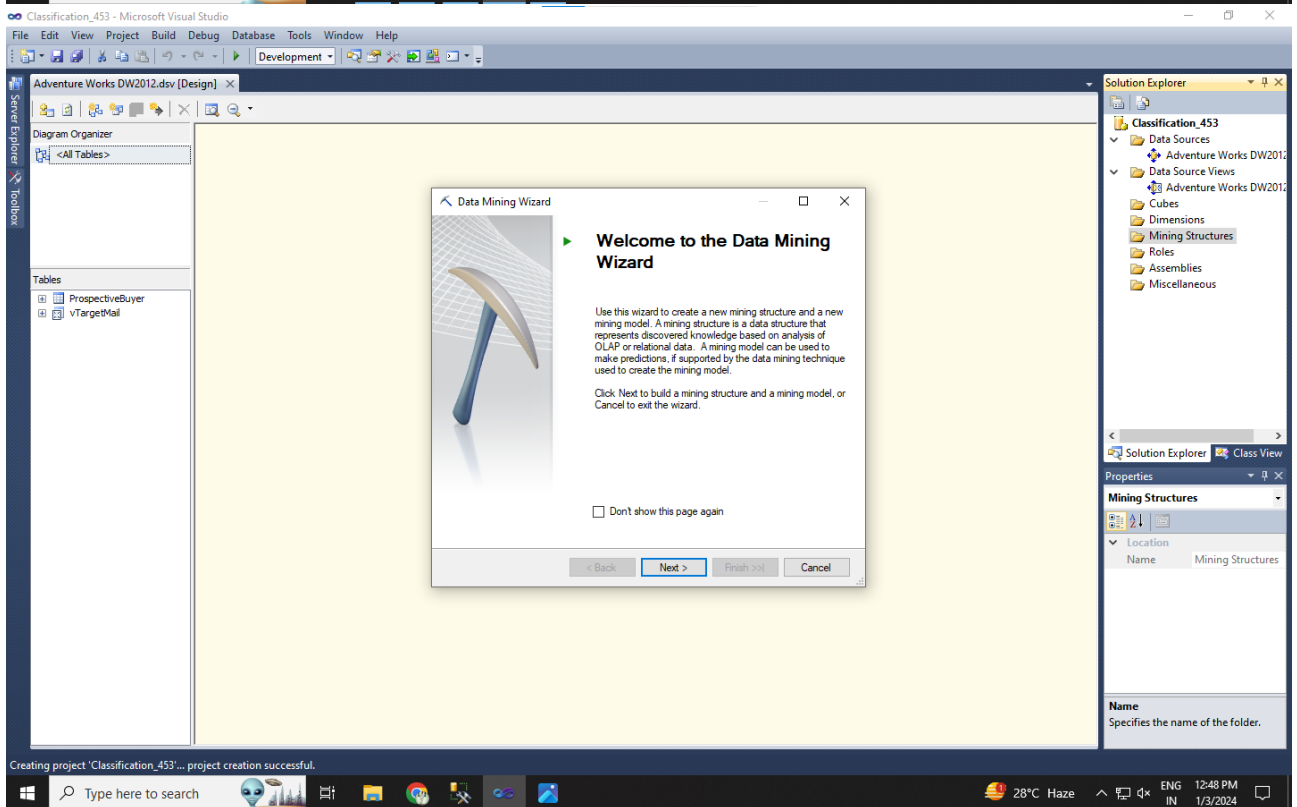 Classification_453 - Microsoft Visual Studio
File Edit View Project Build Debug Database Tools Window Help
Development
Server Explorer
Toolbox
Adventure Works DW2012.dsv [Design]
Diagram Organizer
<All Tables>
Tables
ProspectiveBuyer
vTargetMail
Data Mining Wizard
Welcome to the Data Mining
Wizard
Use this wizard to create a new mining structure and a new
mining model. A mining structure is a data structure that
represents discovered knowledge based on analysis of
OLAP or relational data. A mining model can be used to
make predictions, if supported by the data mining technique
used to create the mining model.
Click Next to build a mining structure and a mining model, or
Cancel to exit the wizard.
Don't show this page again
< Back Next > Finish >>| Cancel
Solution Explorer
Classification_453
Data Sources
Adventure Works DW2012
Data Source Views
Adventure Works DW2012
Cubes
Dimensions
Mining Structures
Roles
Assemblies
Miscellaneous
Solution Explorer Class View
Properties
Mining Structures
Location
Name Mining Structures
Name
Specifies the name of the folder.
Creating project 'Classification_453'... project creation successful.
Type here to search
1
28°C Haze
ENG
IN
12:48 PM
1/3/2024